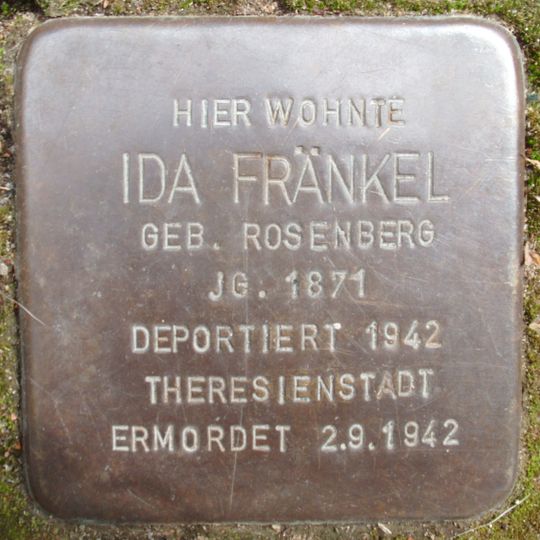 HIER WOHNTE
IDA FRÄNKEL
GEB. ROSENBERG
JG. 1871
DEPORTIERT 1942
THERESIENSTADT
ERMORDET 2.9.1942